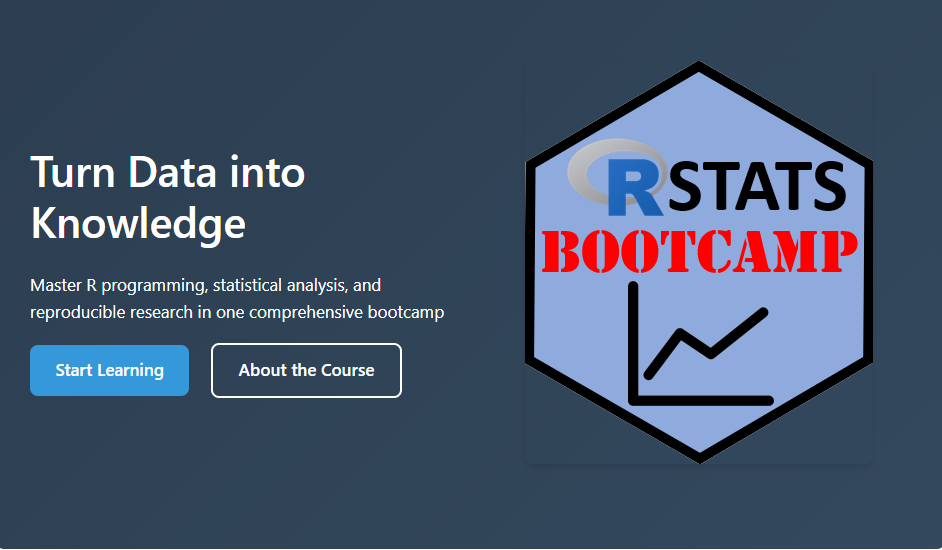 Turn Data into
Knowledge
Master R programming, statistical analysis, and
reproducible research in one comprehensive bootcamp
Start Learning
About the Course
RSTATS
BOOTCAMP